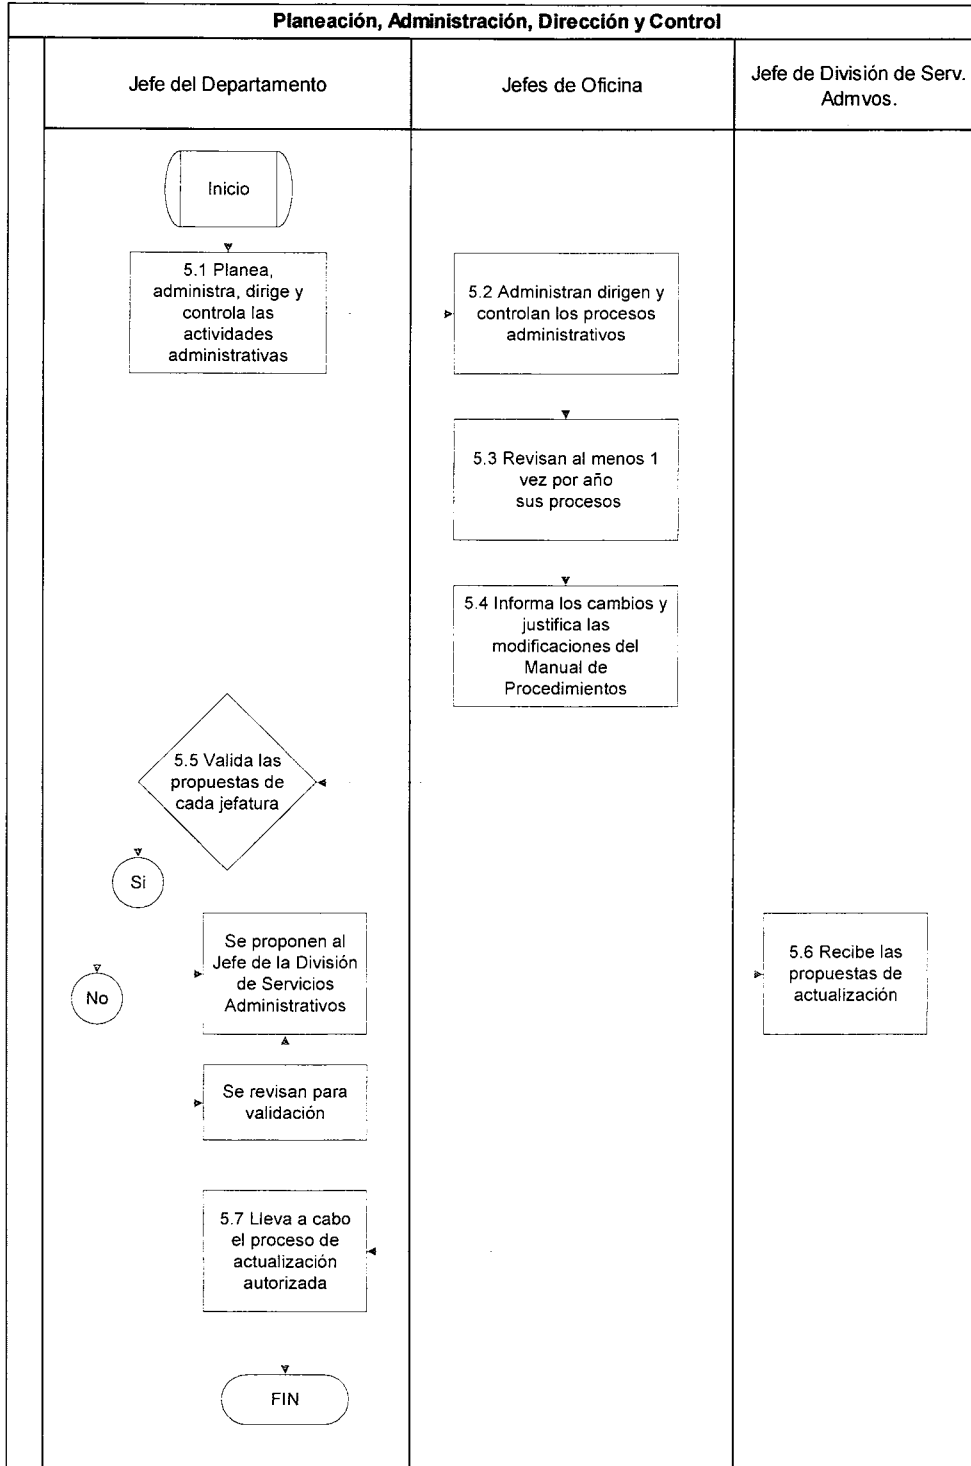 Planeación, Administración, Dirección y Control
Jefe del Departamento
Jefes de Oficina
Jefe de División de Serv.
Admvos.
Inicio
5.1 Planea,
administra, dirige y
controla las
actividades
administrativas
5.2 Administran dirigen y
controlan los procesos
administrativos
5.3 Revisan al menos 1
vez por año
sus procesos
5.4 Informa los cambios y
justifica las
modificaciones del
Manual de
Procedimientos
5.5 Valida las
propuestas de
cada jefatura
Si
Se proponen al
Jefe de la División
de Servicios
Administrativos
5.6 Recibe las
propuestas de
actualización
No
Se revisan para
validación
5.7 Lleva a cabo
el proceso de
actualización
autorizada
FIN